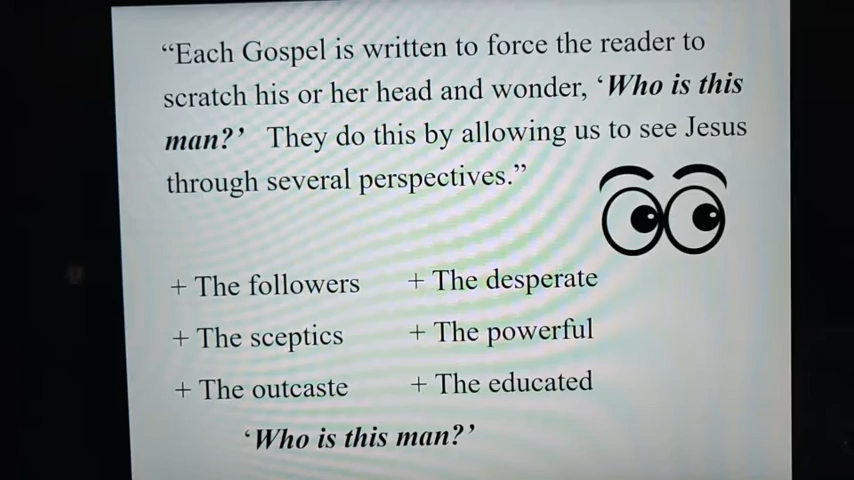 “Each Gospel is written to force the reader to
scratch his or her head and wonder, ‘Who is this
man?’ They do this by allowing us to see Jesus
through several perspectives.”
+ The followers + The desperate
+ The sceptics + The powerful
+ The outcaste + The educated
‘Who is this man?’